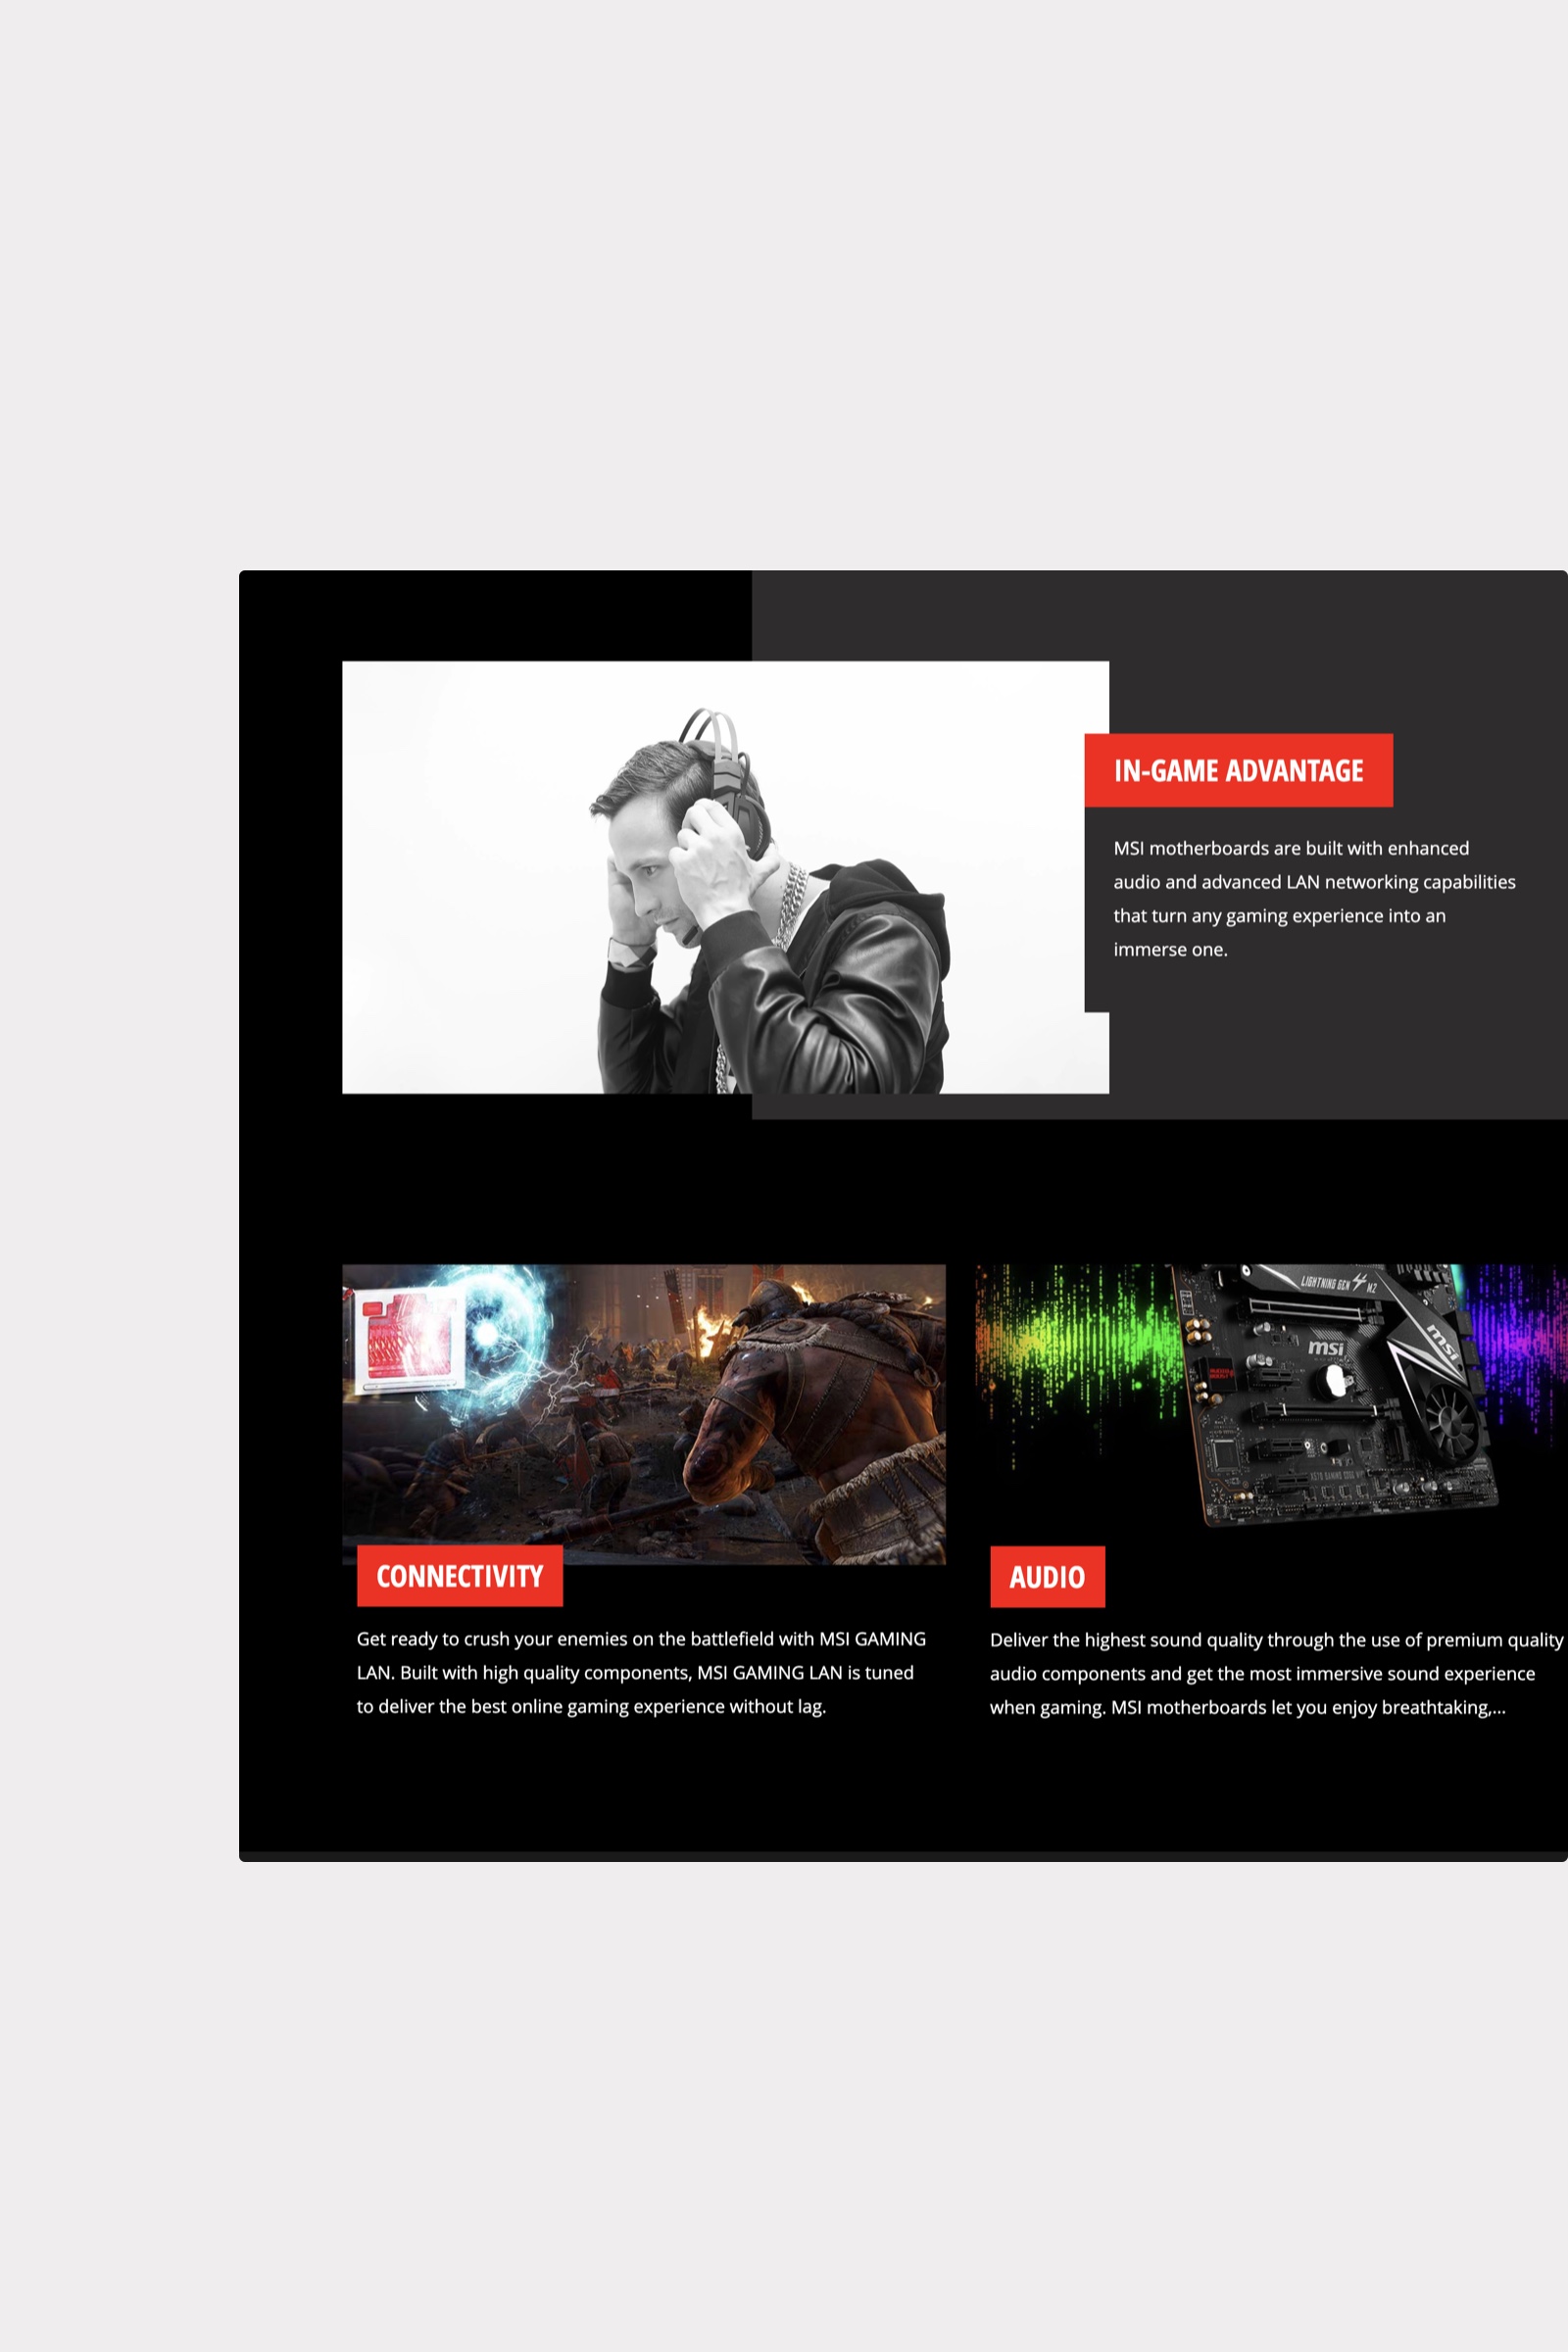 IN-GAME ADVANTAGE
MSI motherboards are built with enhanced
audio and advanced LAN networking capabilities
that turn any gaming experience into an
immerse one.
LIGHTNING GEN 4 M2
msi
msi
CONNECTIVITY
Get ready to crush your enemies on the battlefield with MSI GAMING
LAN. Built with high quality components, MSI GAMING LAN is tuned
to deliver the best online gaming experience without lag.
AUDIO
Deliver the highest sound quality through the use of premium quality
audio components and get the most immersive sound experience
when gaming. MSI motherboards let you enjoy breathtaking,...